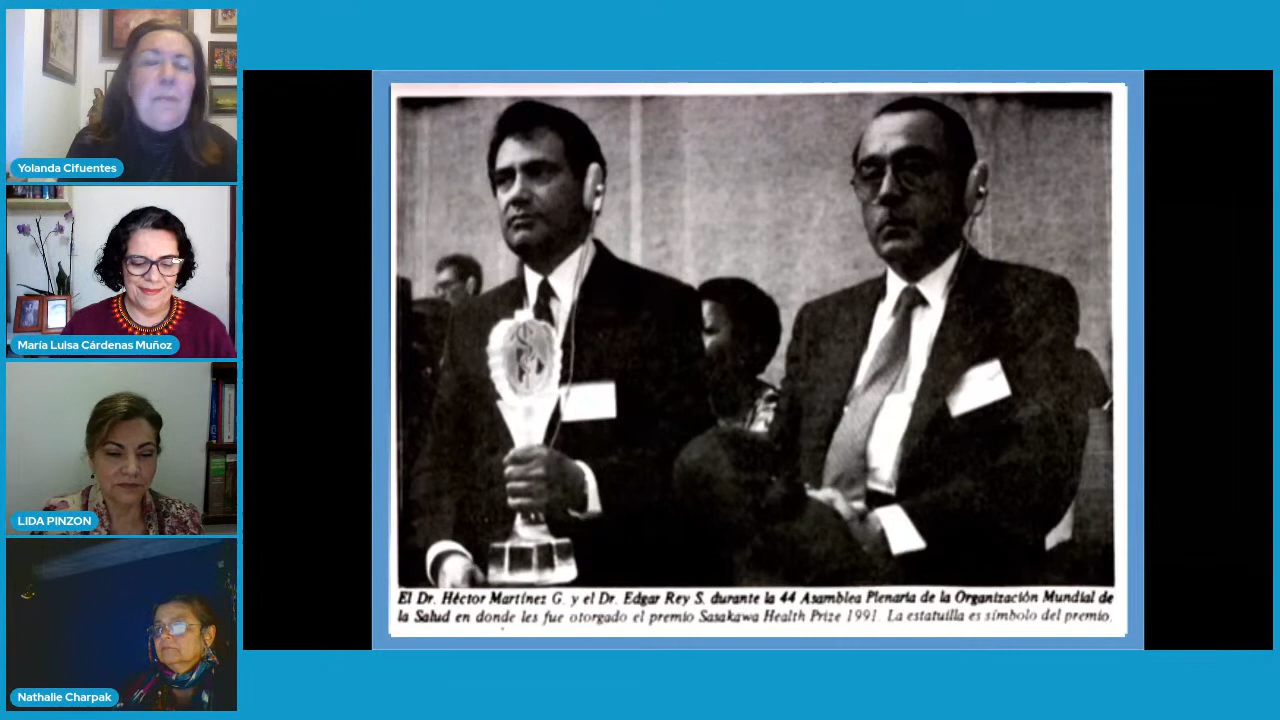 Yolanda Cifuentes
María Luisa Cárdenas Muñoz
LIDA PINZON
Nathalie Charpak
El Dr. Héctor Martínez G. y el Dr. Edgar Rey S. durante la 44 Asamblea Plenaria de la Organización Mundial de
la Salud en donde les fue otorgado el premio Sasakawa Health Prize 1991. La estatuilla es símbolo del premio.